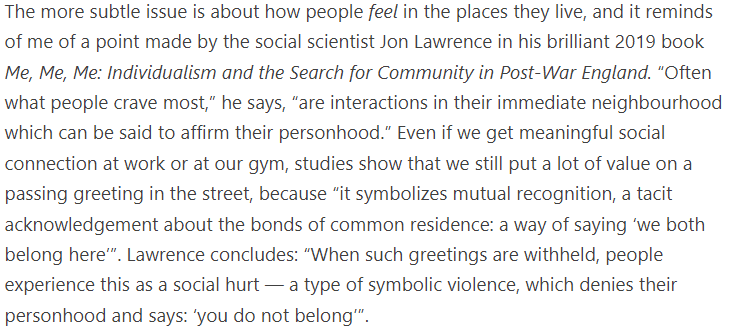 The more subtle issue is about how people feel in the places they live, and it reminds
of me of a point made by the social scientist Jon Lawrence in his brilliant 2019 book
Me, Me, Me: Individualism and the Search for Community in Post-War England. “Often
what people crave most,” he says, “are interactions in their immediate neighbourhood
which can be said to affirm their personhood.” Even if we get meaningful social
connection at work or at our gym, studies show that we still put a lot of value on a
passing greeting in the street, because “it symbolizes mutual recognition, a tacit
acknowledgement about the bonds of common residence: a way of saying ‘we both
belong here’”. Lawrence concludes: “When such greetings are withheld, people
experience this as a social hurt — a type of symbolic violence, which denies their
personhood and says: ‘you do not belong’”.